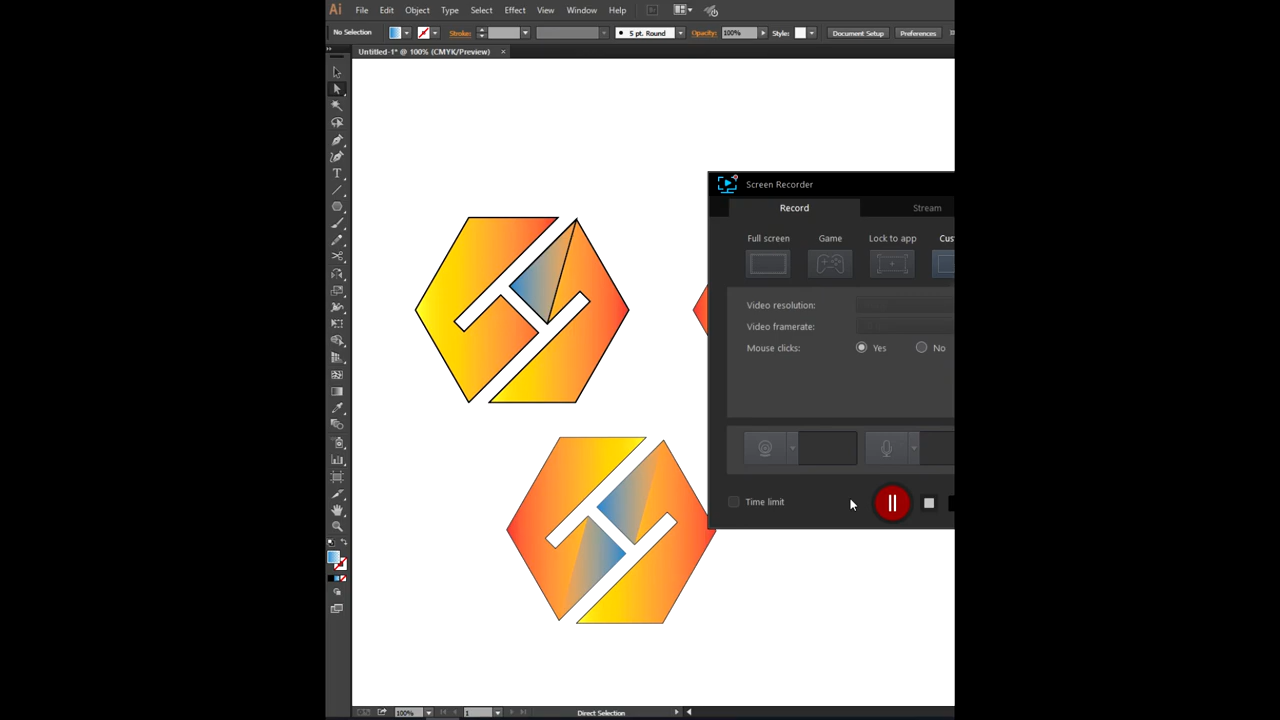 Ai File Edit Object Type Select Effect View Window Help
No Selection Stroke: 5 pt. Round Opacity: 100% Style: Document Setup Preferences
Untitled-1* @ 100% (CMYK/Preview) ×
Screen Recorder
Record Stream
Full screen Game Lock to app Cus
Video resolution:
Video framerate:
Mouse clicks: Yes No
Time limit
100% 1 Direct Selection